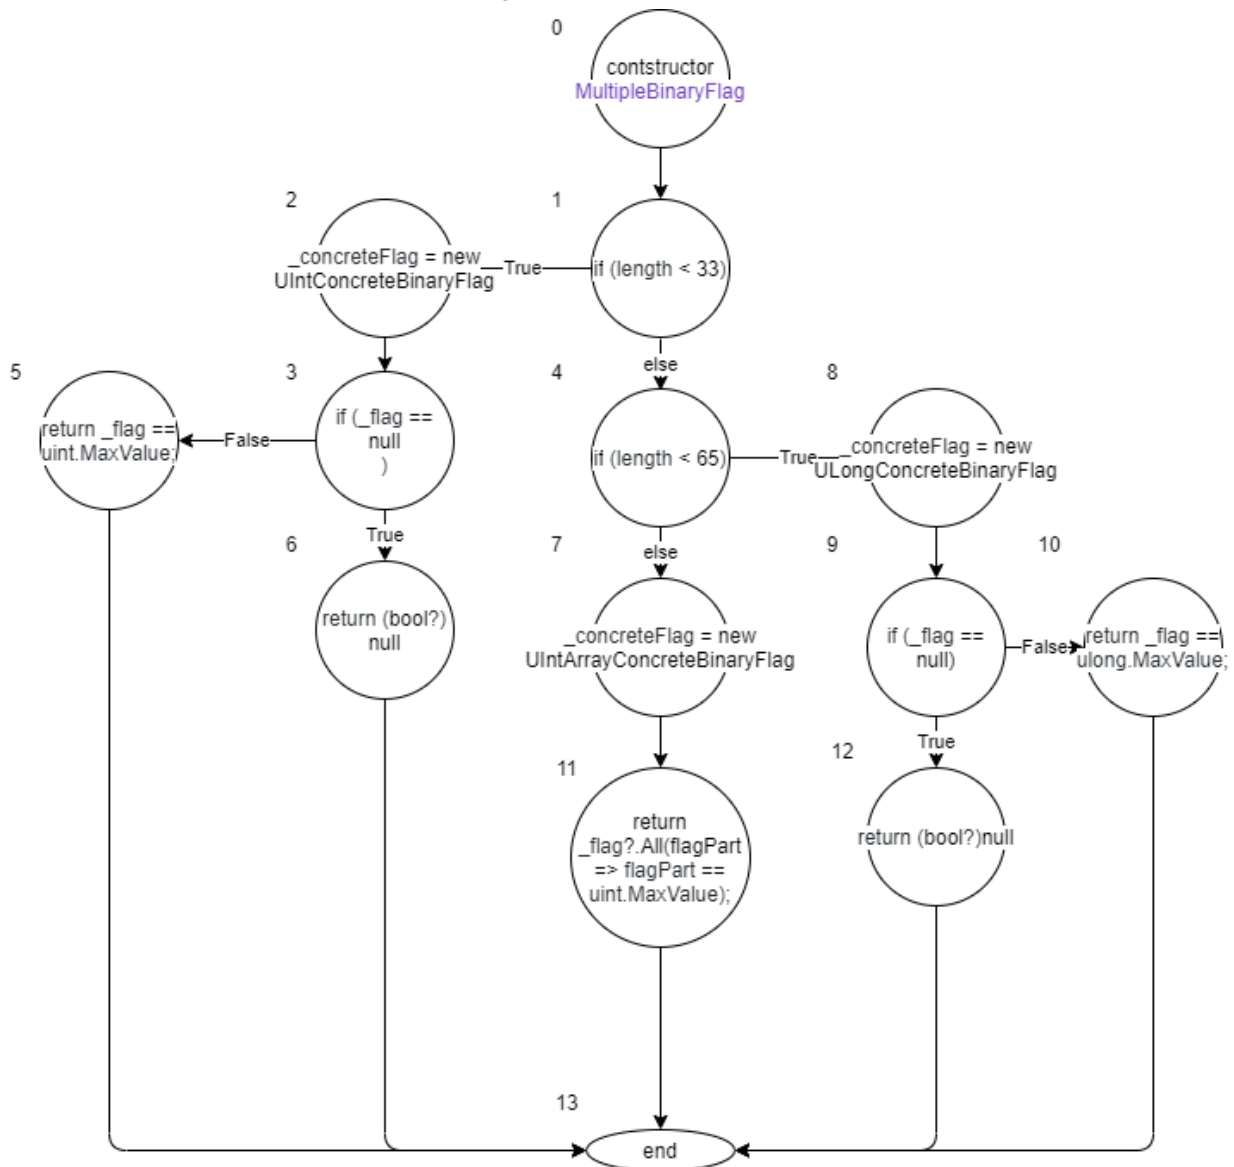 0
contstructor
MultipleBinaryFlag
2
1
_concreteFlag = new
UIntConcreteBinaryFlag
True
if (length < 33)
else
5
3
4
8
return _flag ==
uint.MaxValue;
False
if (_flag ==
null
)
if (length < 65)
True
_concreteFlag = new
ULongConcreteBinaryFlag
True
else
6
7
9
10
return (bool?)
null
_concreteFlag = new
UIntArrayConcreteBinaryFlag
if (_flag ==
null)
False
return _flag ==
ulong.MaxValue;
True
11
12
return
_flag?.All(flagPart
=> flagPart ==
uint.MaxValue);
return (bool?)null
13
end